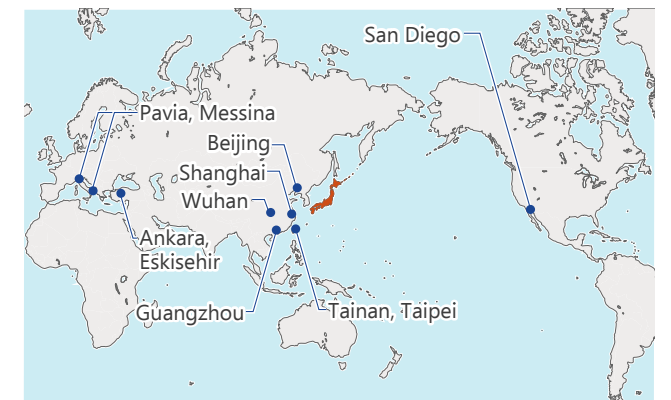 San Diego
Pavia, Messina
Beijing
Shanghai
Wuhan
Ankara,
Eskisehir
Guangzhou
Tainan, Taipei